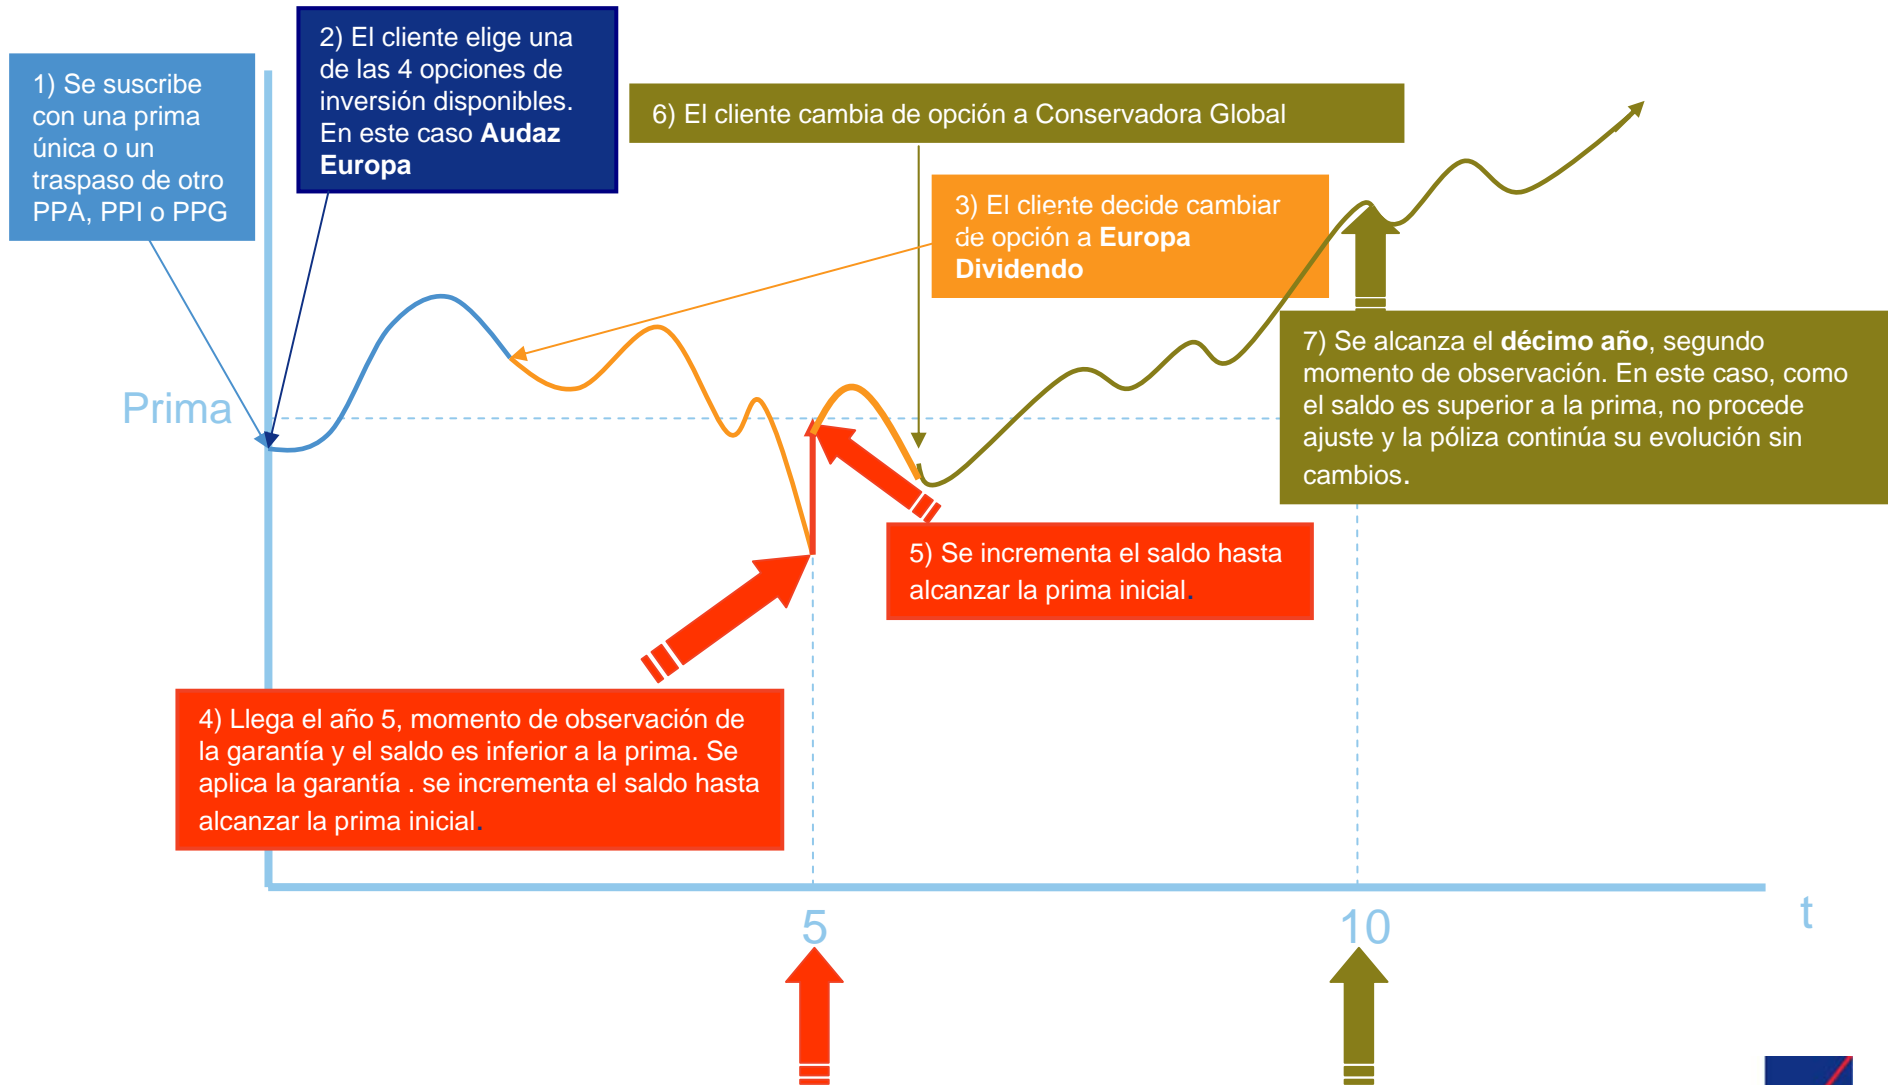 1) Se suscribe
con una prima
única o un
traspaso de otro
PPA, PPI o PPG
2) El cliente elige una
de las 4 opciones de
inversión disponibles.
En este caso Audaz
Europa
6) El cliente cambia de opción a Conservadora Global
3) El cliente decide cambiar
de opción a Europa
Dividendo
7) Se alcanza el décimo año, segundo
momento de observación. En este caso, como
el saldo es superior a la prima, no procede
ajuste y la póliza continúa su evolución sin
cambios.
Prima
5) Se incrementa el saldo hasta
alcanzar la prima inicial.
4) Llega el año 5, momento de observación de
la garantía y el saldo es inferior a la prima. Se
aplica la garantía . se incrementa el saldo hasta
alcanzar la prima inicial.
5
10
t